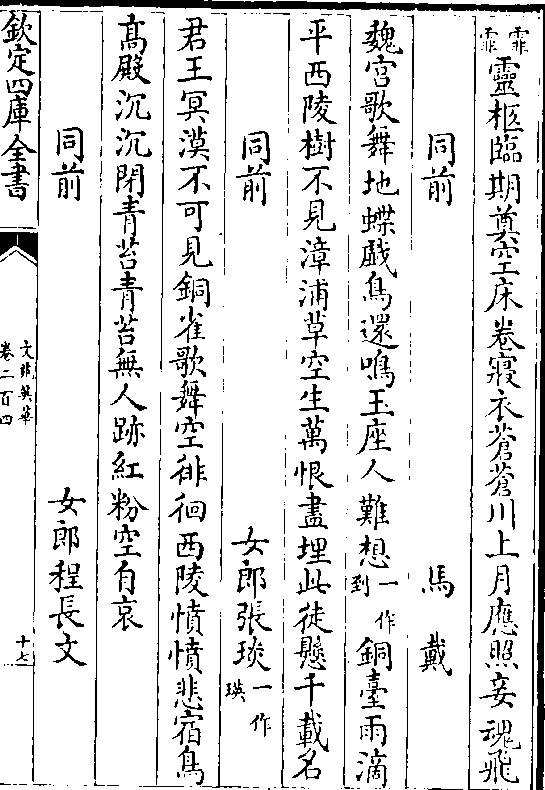 霏霏靈柩臨期奠空床卷寢衣蒼蒼川上月應照妾魂飛
同前 馬戴
魏宮歌舞地蝶戲鳥還鳴玉座人難想一作到銅臺雨滴
平西陵樹不見漳浦草空生萬恨盡埋此徒懸千載名
同前 女郎張琰一作瑛
君王冥漠不可見銅雀歌舞空徘徊西陵憤憤悲宿鳥
高殿沉沉閉青苔青苔無人跡紅粉空自哀
同前 女郎程長文
欽定四庫全書
文苑英華
卷二百四
十七